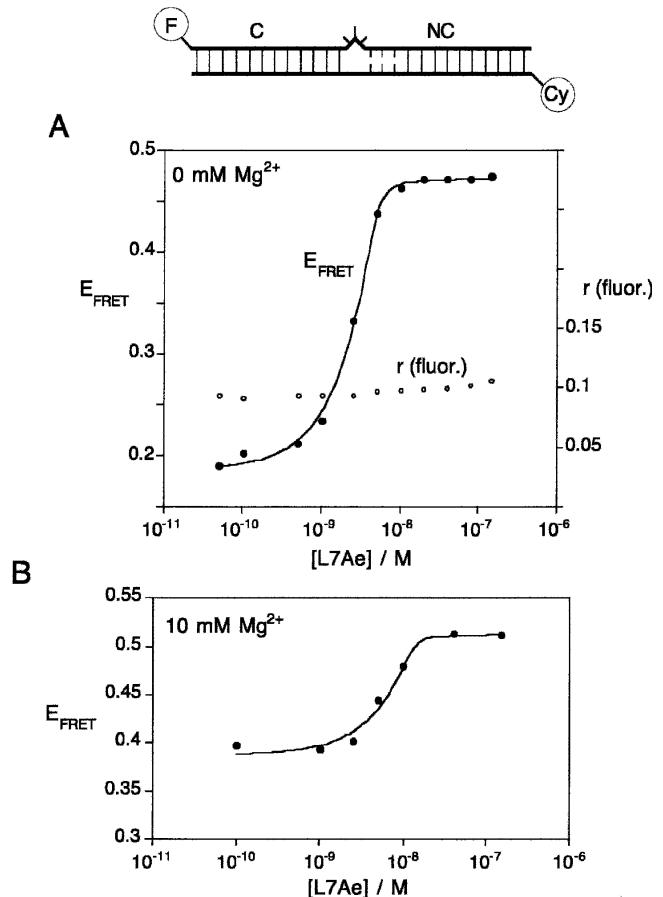 F
C
NC
Cy
A
0 mM Mg²⁺
E_FRET
0.5
0.4
0.3
0.2
E_FRET
r (fluor.)
r (fluor.)
0.15
0.1
0.05
10⁻¹¹ 10⁻¹⁰ 10⁻⁹ 10⁻⁸ 10⁻⁷ 10⁻⁶
[L7Ae] / M
B
10 mM Mg²⁺
E_FRET
0.55
0.5
0.45
0.4
0.35
0.3
10⁻¹¹ 10⁻¹⁰ 10⁻⁹ 10⁻⁸ 10⁻⁷ 10⁻⁶
[L7Ae] / M